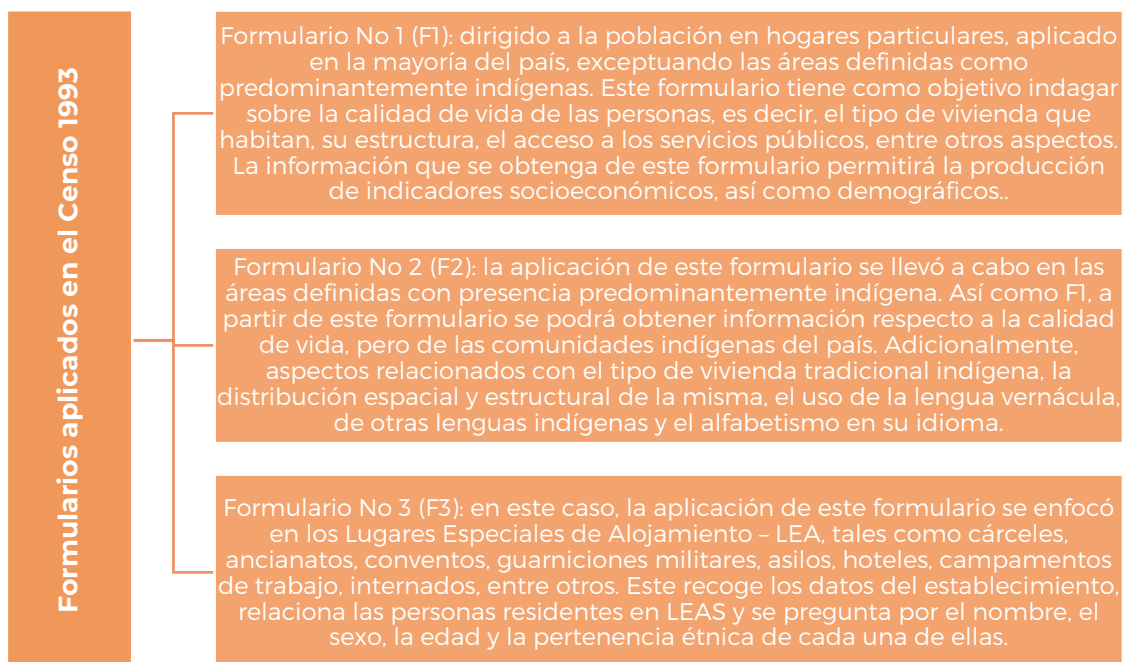 Formularios aplicados en el Censo 1993
Formulario No 1 (F1): dirigido a la población en hogares particulares, aplicado
en la mayoría del país, exceptuando las áreas definidas como
predominantemente indígenas. Este formulario tiene como objetivo indagar
sobre la calidad de vida de las personas, es decir, el tipo de vivienda que
habitan, su estructura, el acceso a los servicios públicos, entre otros aspectos.
La información que se obtenga de este formulario permitirá la producción
de indicadores socioeconómicos, así como demográficos..
Formulario No 2 (F2): la aplicación de este formulario se llevó a cabo en las
áreas definidas con presencia predominantemente indígena. Así como F1, a
partir de este formulario se podrá obtener información respecto a la calidad
de vida, pero de las comunidades indígenas del país. Adicionalmente,
aspectos relacionados con el tipo de vivienda tradicional indígena, la
distribución espacial y estructural de la misma, el uso de la lengua vernácula,
de otras lenguas indígenas y el alfabetismo en su idioma.
Formulario No 3 (F3): en este caso, la aplicación de este formulario se enfocó
en los Lugares Especiales de Alojamiento – LEA, tales como cárceles,
ancianatos, conventos, guarniciones militares, asilos, hoteles, campamentos
de trabajo, internados, entre otros. Este recoge los datos del establecimiento,
relaciona las personas residentes en LEAS y se pregunta por el nombre, el
sexo, la edad y la pertenencia étnica de cada una de ellas.